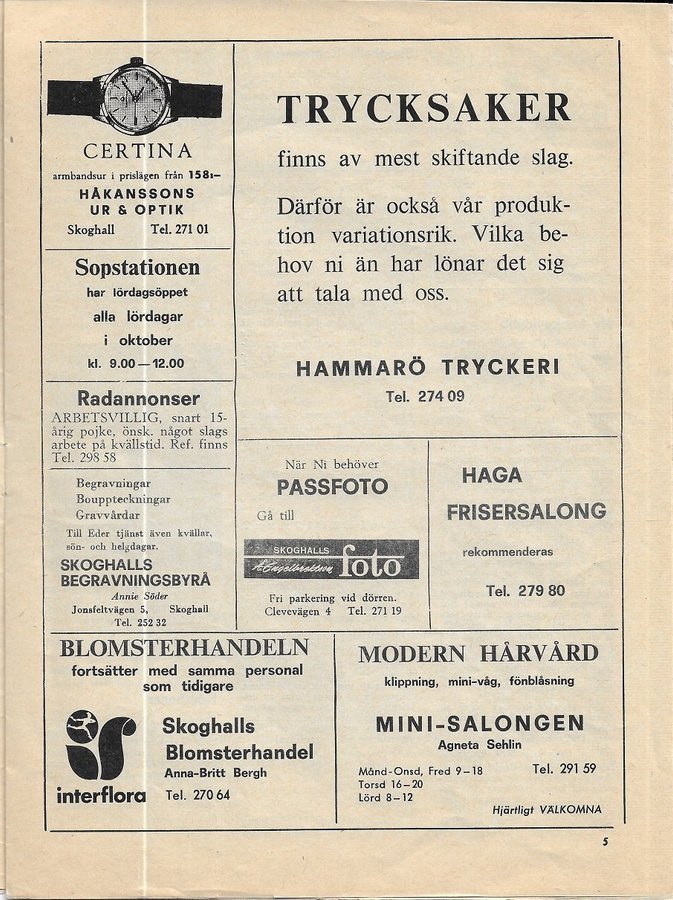 CERTINA
armbandsur i prislägen från 158:–
HÅKANSSONS
UR & OPTIK
Skoghall Tel. 271 01
Sopstationen
har lördagsöppet
alla lördagar
i oktober
kl. 9.00—12.00
Radannonser
ARBETSVILLIG, snart 15-
årig pojke, önsk. något slags
arbete på kvällstid. Ref. finns
Tel. 298 58
Begravningar
Bouppteckningar
Gravvårdar
Till Eder tjänst även kvällar,
sön- och helgdagar.
SKOGHALLS
BEGRAVNINGSBYRÅ
Annie Söder
Jonsfeltvägen 5, Skoghall
Tel. 252 32
TRYCKSAKER
finns av mest skiftande slag.
Därför är också vår produk-
tion variationsrik. Vilka be-
hov ni än har lönar det sig
att tala med oss.
HAMMARÖ TRYCKERI
Tel. 274 09
När Ni behöver
PASSFOTO
Gå till
SKOGHALLS
foto
Fri parkering vid dörren.
Clevevägen 4 Tel. 271 19
HAGA
FRISERSALONG
rekommenderas
Tel. 279 80
BLOMSTERHANDELN
fortsätter med samma personal
som tidigare
Skoghalls
Blomsterhandel
Anna-Britt Bergh
interflora Tel. 270 64
MODERN HÅRVÅRD
klippning, mini-våg, fönblåsning
MINI-SALONGEN
Agneta Sehlin
Månd-Onsd, Fred 9–18 Tel. 291 59
Torsd 16–20
Lörd 8–12
Hjärtligt VÄLKOMNA
5